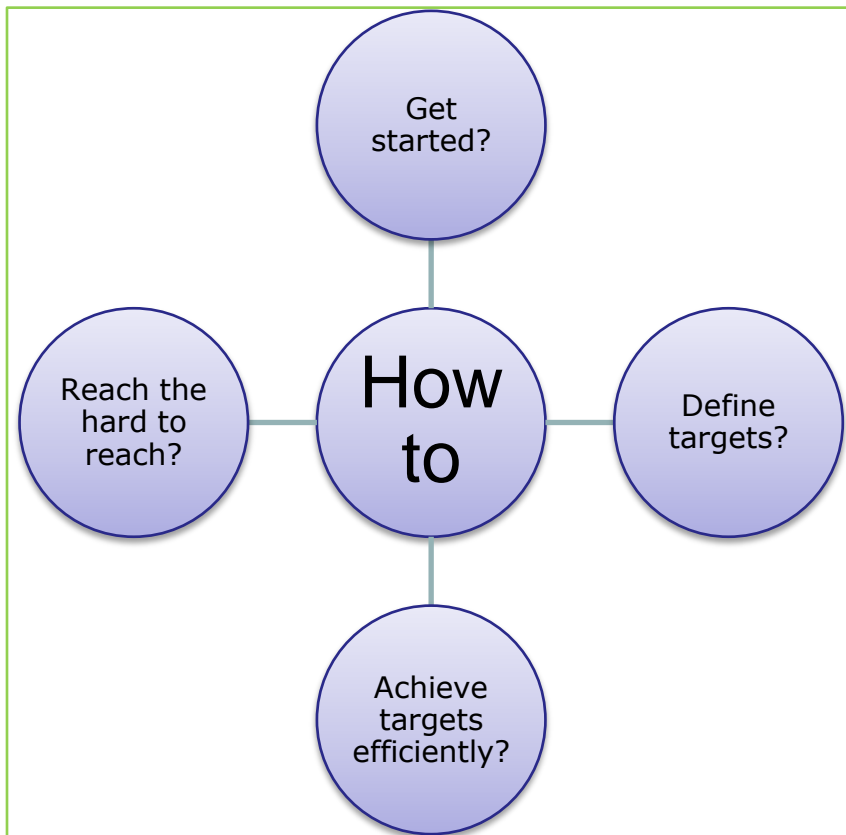 Get
started?
Reach the
hard to
reach?
How
to
Define
targets?
Achieve
targets
efficiently?